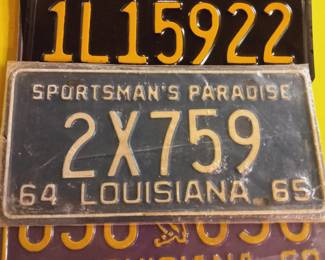 1L15922
SPORTSMAN'S PARADISE
2X759
64 LOUISIANA 65